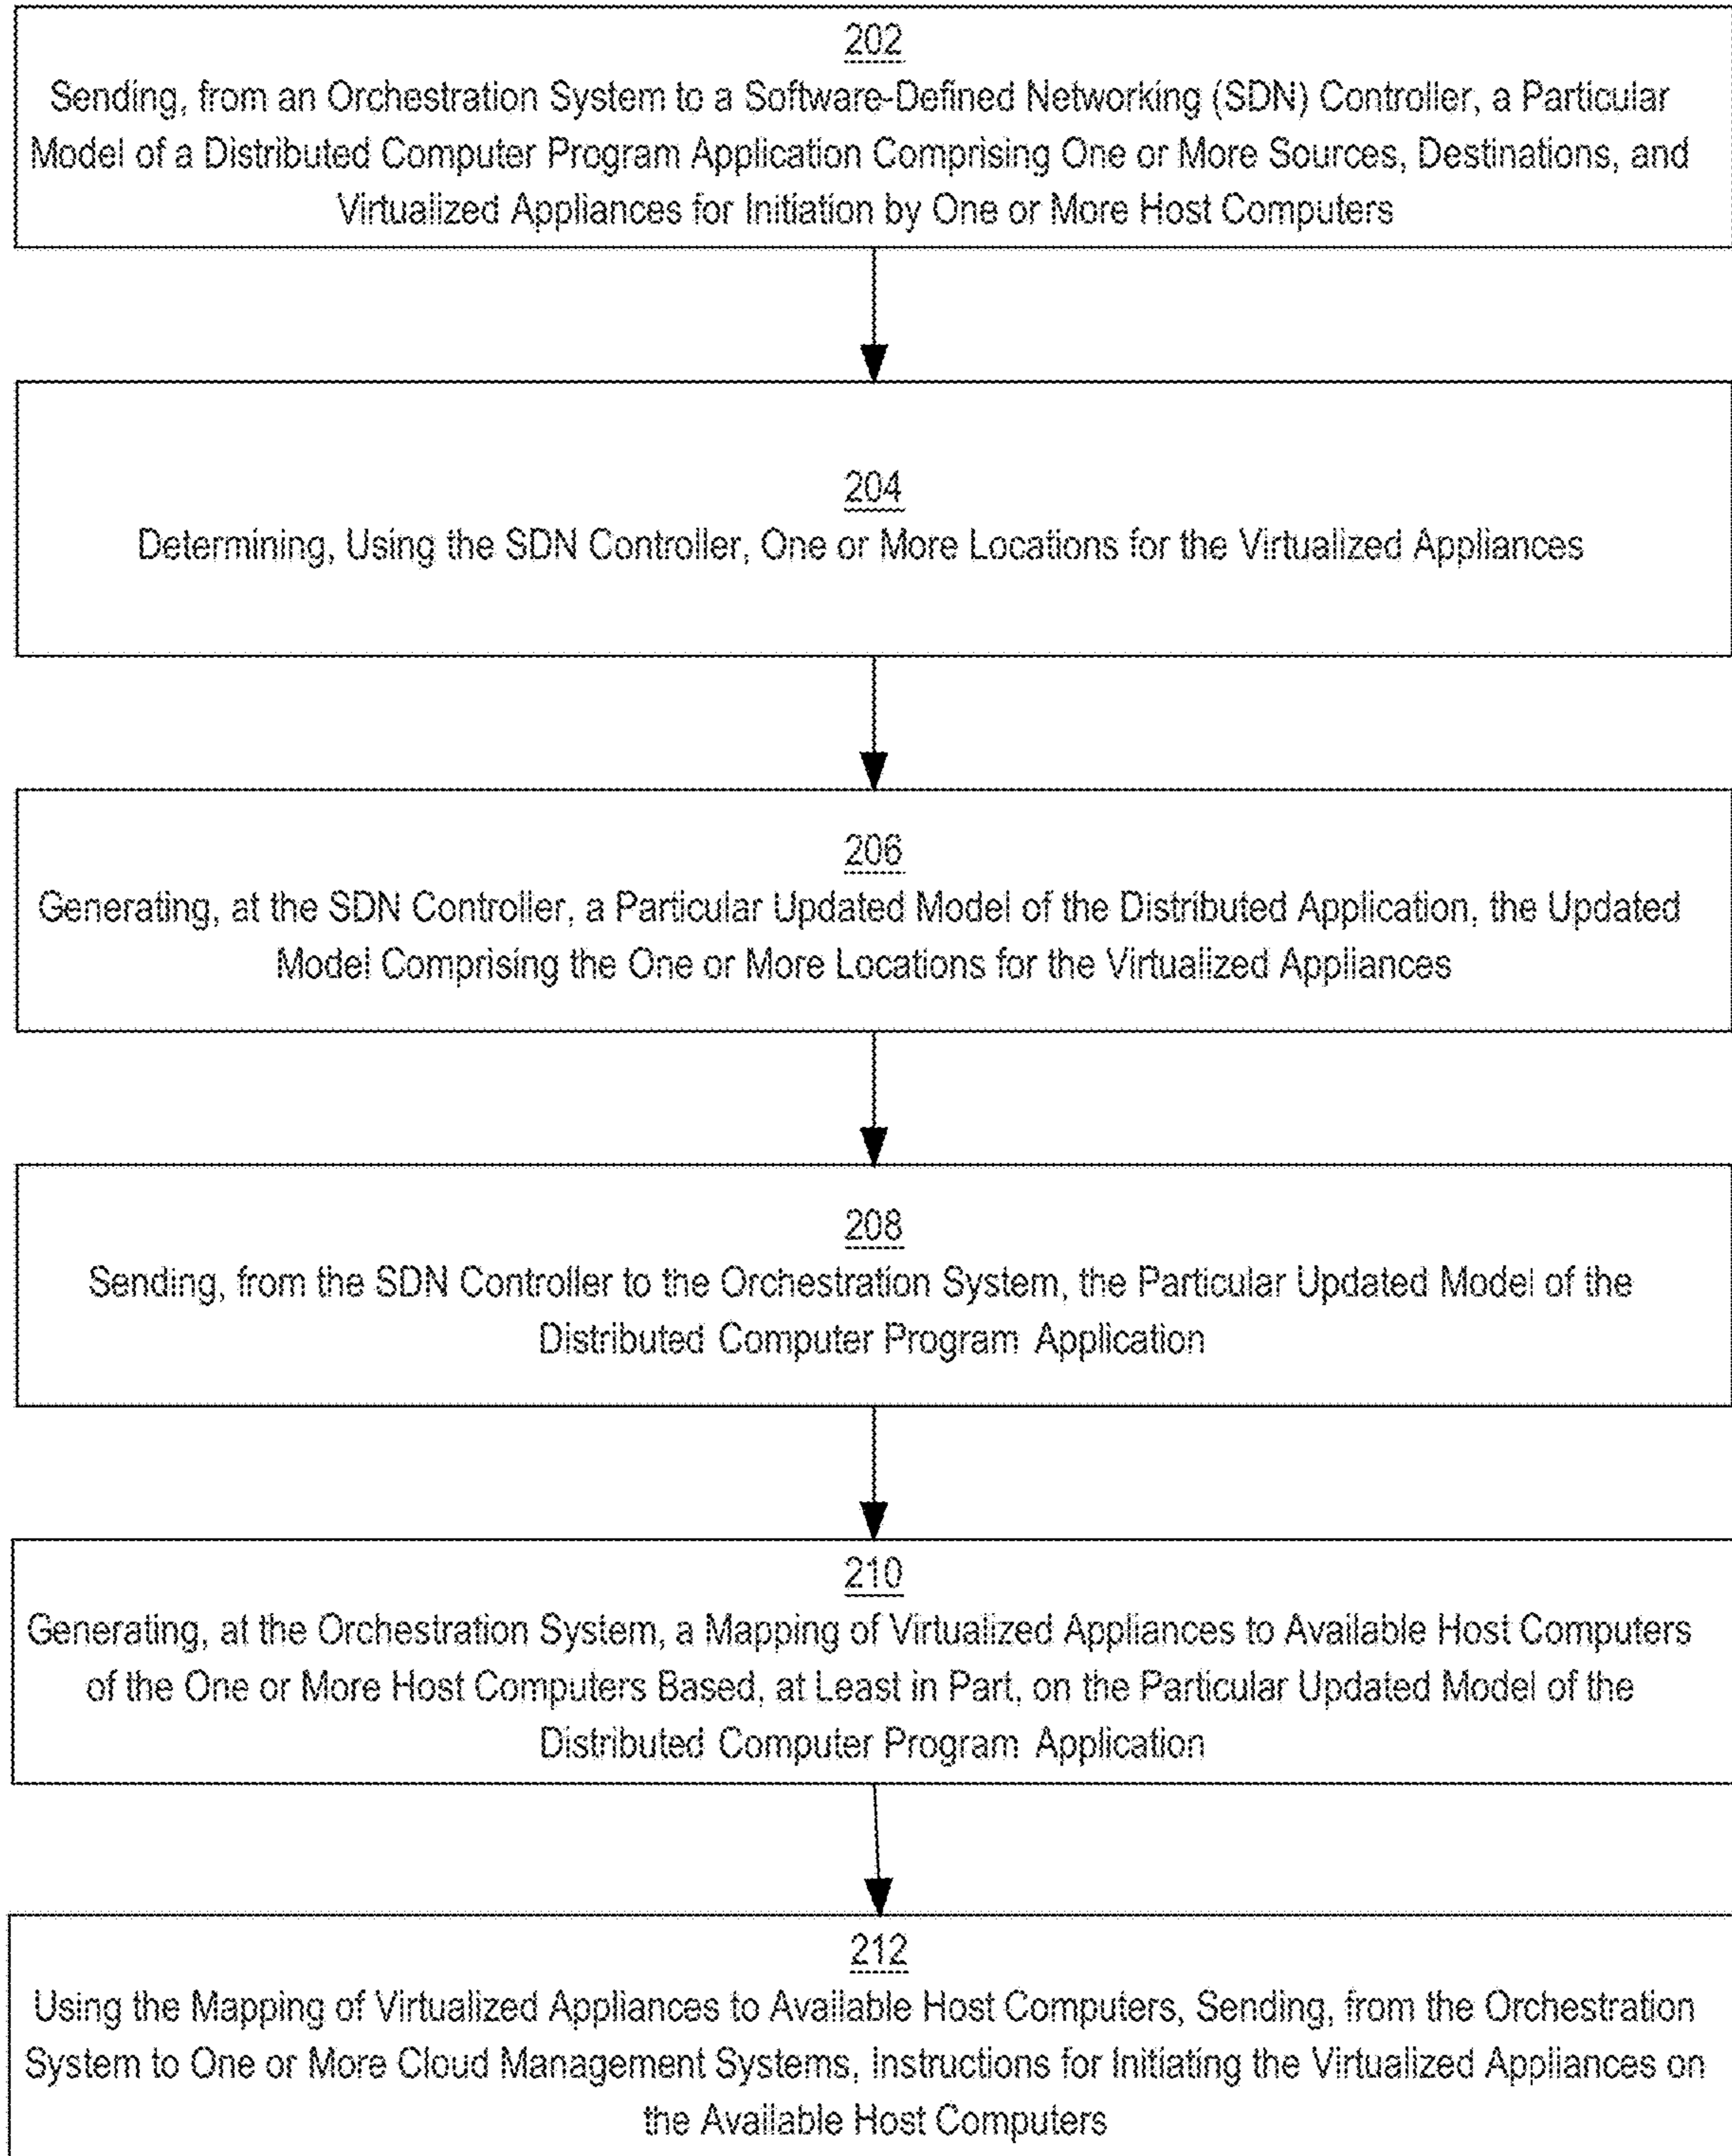 202
Sending, from an Orchestration System to a Software-Defined Networking (SDN) Controller, a Particular
Model of a Distributed Computer Program Application Comprising One or More Sources, Destinations, and
Virtualized Appliances for Initiation by One or More Host Computers
204
Determining, Using the SDN Controller, One or More Locations for the Virtualized Appliances
206
Generating, at the SDN Controller, a Particular Updated Model of the Distributed Application, the Updated
Model Comprising the One or More Locations for the Virtualized Appliances
208
Sending, from the SDN Controller to the Orchestration System, the Particular Updated Model of the
Distributed Computer Program Application
210
Generating, at the Orchestration System, a Mapping of Virtualized Appliances to Available Host Computers
of the One or More Host Computers Based, at Least in Part, on the Particular Updated Model of the
Distributed Computer Program Application
212
Using the Mapping of Virtualized Appliances to Available Host Computers, Sending, from the Orchestration
System to One or More Cloud Management Systems, Instructions for Initiating the Virtualized Appliances on
the Available Host Computers